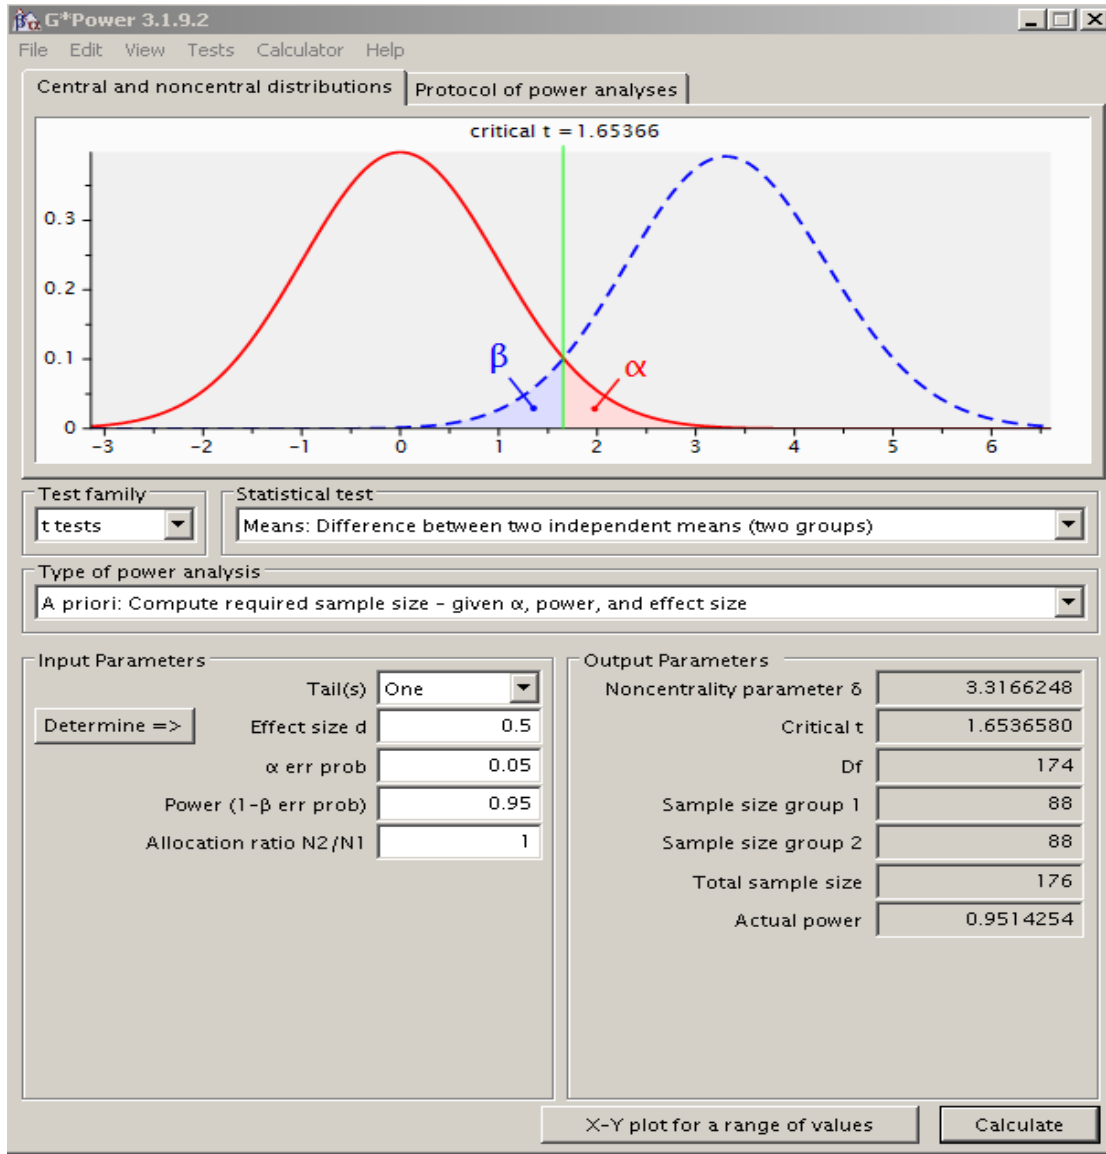 G*Power 3.1.9.2
File Edit View Tests Calculator Help
Central and noncentral distributions Protocol of power analyses
critical t = 1.65366
0.3
0.2
0.1
0
β
α
-3 -2 -1 0 1 2 3 4 5 6
Test family Statistical test
t tests Means: Difference between two independent means (two groups)
Type of power analysis
A priori: Compute required sample size – given α, power, and effect size
Input Parameters
Tail(s) One
Determine => Effect size d 0.5
α err prob 0.05
Power (1-β err prob) 0.95
Allocation ratio N2/N1 1
Output Parameters
Noncentrality parameter δ 3.3166248
Critical t 1.6536580
Df 174
Sample size group 1 88
Sample size group 2 88
Total sample size 176
Actual power 0.9514254
X-Y plot for a range of values Calculate